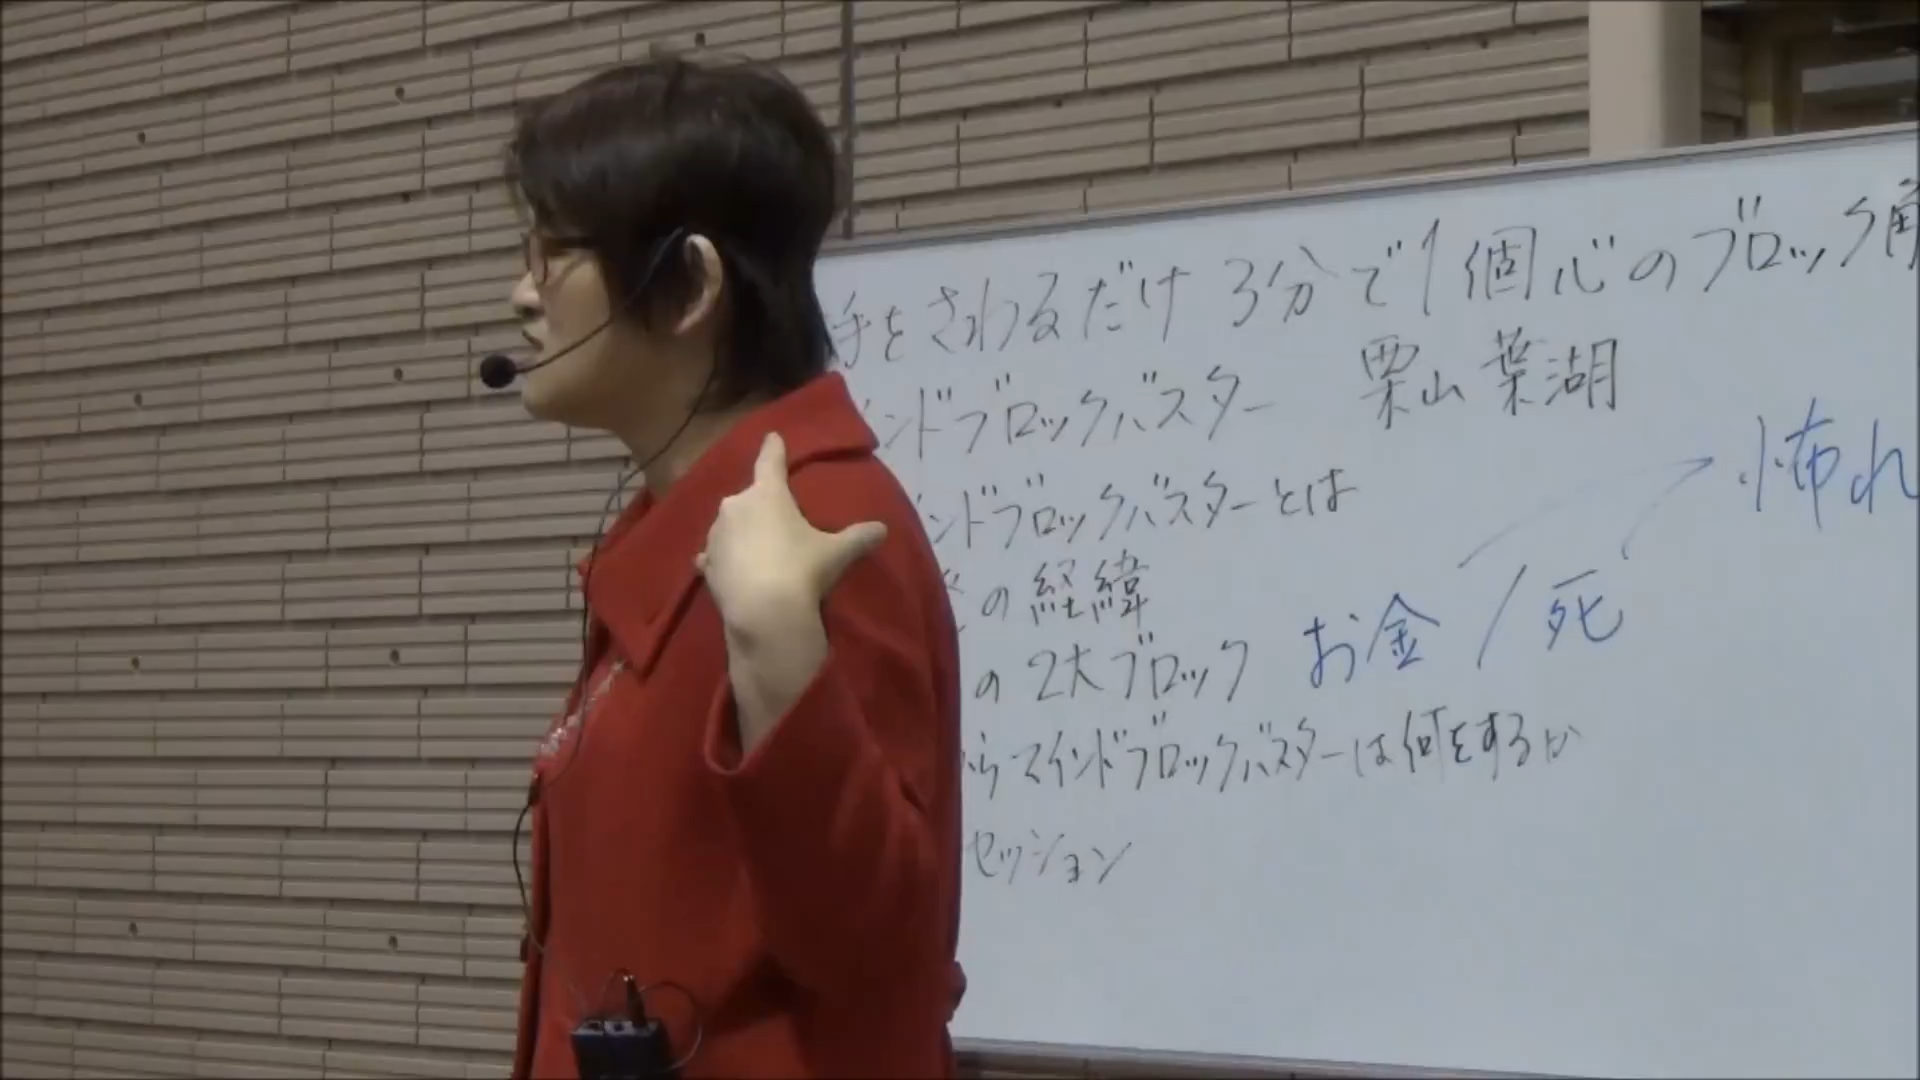 手をさわるだけ 3分で1個心のブロック
ンドブロックバスター 栗山葉湖
ンドブロックバスターとは
怖れ
の経緯
の2大ブロック お金/死
らマインドブロックバスターは何をするか
セッション